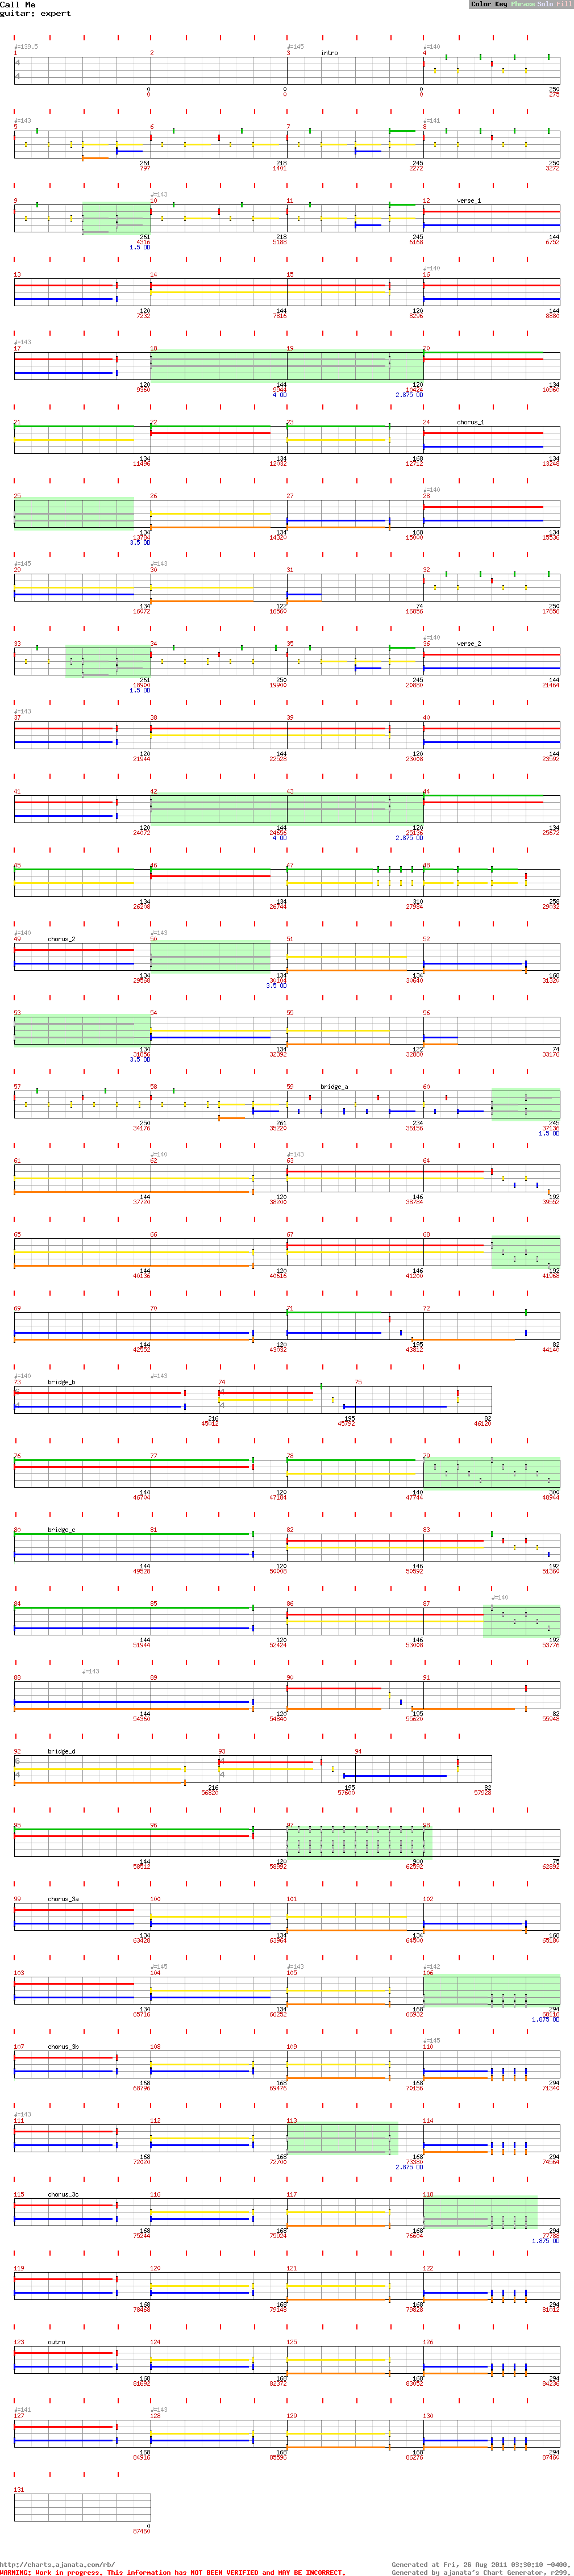 Call Me
guitar: expert
Color Key Phrase Solo Fill
♩=139.5 ♩=145 ♩=140
1 2 3 intro 4
0 0 0 250
0 0 0 275
♩=143 ♩=141
5 6 7 8
261 218 245 250
797 1401 2272 3272
♩=143
9 10 11 12 verse_1
261 218 245 144
4316 5188 6168 6752
1.5 OD
♩=140
13 14 15 16
120 144 120 144
7232 7816 8296 8880
♩=143
17 18 19 20
120 144 120 134
9360 9944 10424 10960
4 OD 2.875 OD
21 22 23 24 chorus_1
134 134 168 134
11496 12032 12712 13248
♩=140
25 26 27 28
134 134 168 134
13784 14320 15000 15536
3.5 OD
♩=145 ♩=143
29 30 31 32
134 122 74 250
16072 16560 16856 17856
♩=140
33 34 35 36 verse_2
261 250 245 144
18900 19900 20880 21464
1.5 OD
♩=143
37 38 39 40
120 144 120 144
21944 22528 23008 23592
41 42 43 44
120 144 120 134
24072 24656 25136 25672
4 OD 2.875 OD
45 46 47 48
134 134 310 258
26208 26744 27984 29032
♩=140 ♩=143 ♩=143
49 chorus_2 50 51 52
134 134 134 168
29568 30104 30640 31320
3.5 OD
53 54 55 56
134 134 122 74
31856 32392 32880 33176
3.5 OD
57 58 59 bridge_a 60
250 261 234 245
34176 35220 36156 37136
1.5 OD
♩=140 ♩=143
61 62 63 64
144 120 146 192
37720 38200 38784 39552
65 66 67 68
144 120 146 192
40136 40616 41200 41968
69 70 71 72
144 120 195 82
42552 43032 43812 44140
♩=140 ♩=143
73 bridge_b 74 75
216 195 82
45012 45792 46120
76 77 78 79
144 120 140 300
46704 47184 47744 48944
80 bridge_c 81 82 83
144 120 146 192
49528 50008 50592 51360
♩=140
84 85 86 87
144 120 146 192
51944 52424 53008 53776
♩=143
88 89 90 91
144 120 195 82
54360 54840 55620 55948
92 bridge_d 93 94
216 195 82
56820 57600 57928
95 96 97 98
144 120 900 75
58512 58992 62592 62892
99 chorus_3a 100 101 102
134 134 134 168
63428 63964 64500 65180
♩=145 ♩=143 ♩=142
103 104 105 106
134 134 168 294
65716 66252 66932 68116
1.875 OD
♩=145
107 chorus_3b 108 109 110
168 168 168 294
68796 69476 70156 71340
♩=143
111 112 113 114
168 168 168 294
72020 72700 73380 74564
2.875 OD
115 chorus_3c 116 117 118
168 168 168 294
75244 75924 76604 77788
1.875 OD
119 120 121 122
168 168 168 294
78468 79148 79828 81012
123 outro 124 125 126
168 168 168 294
81692 82372 83052 84236
♩=141 ♩=143
127 128 129 130
168 168 168 294
84916 85596 86276 87460
131
0
87460
http://charts.ajanata.com/rb/ Generated at Fri, 26 Aug 2011 03:30:18 -0400,
WARNING: Work in progress. This information has NOT BEEN VERIFIED and MAY BE INCORRECT. Generated by ajanata's Chart Generator, r299.